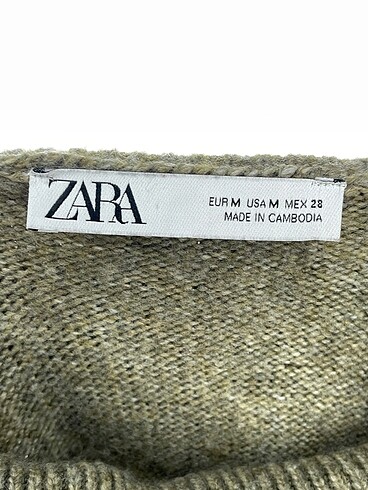 ZARA
EUR M USA M MEX 28
MADE IN CAMBODIA